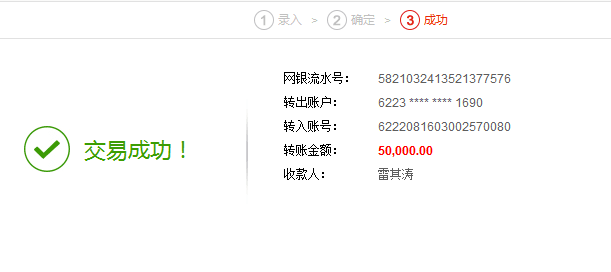 1 录入 > 2 确定 > 3 成功
网银流水号： 5821032413521377576
转出账户： 6223 **** **** 1690
转入账号： 6222081603002570080
交易成功！
转账金额： 50,000.00
收款人： 雷其涛